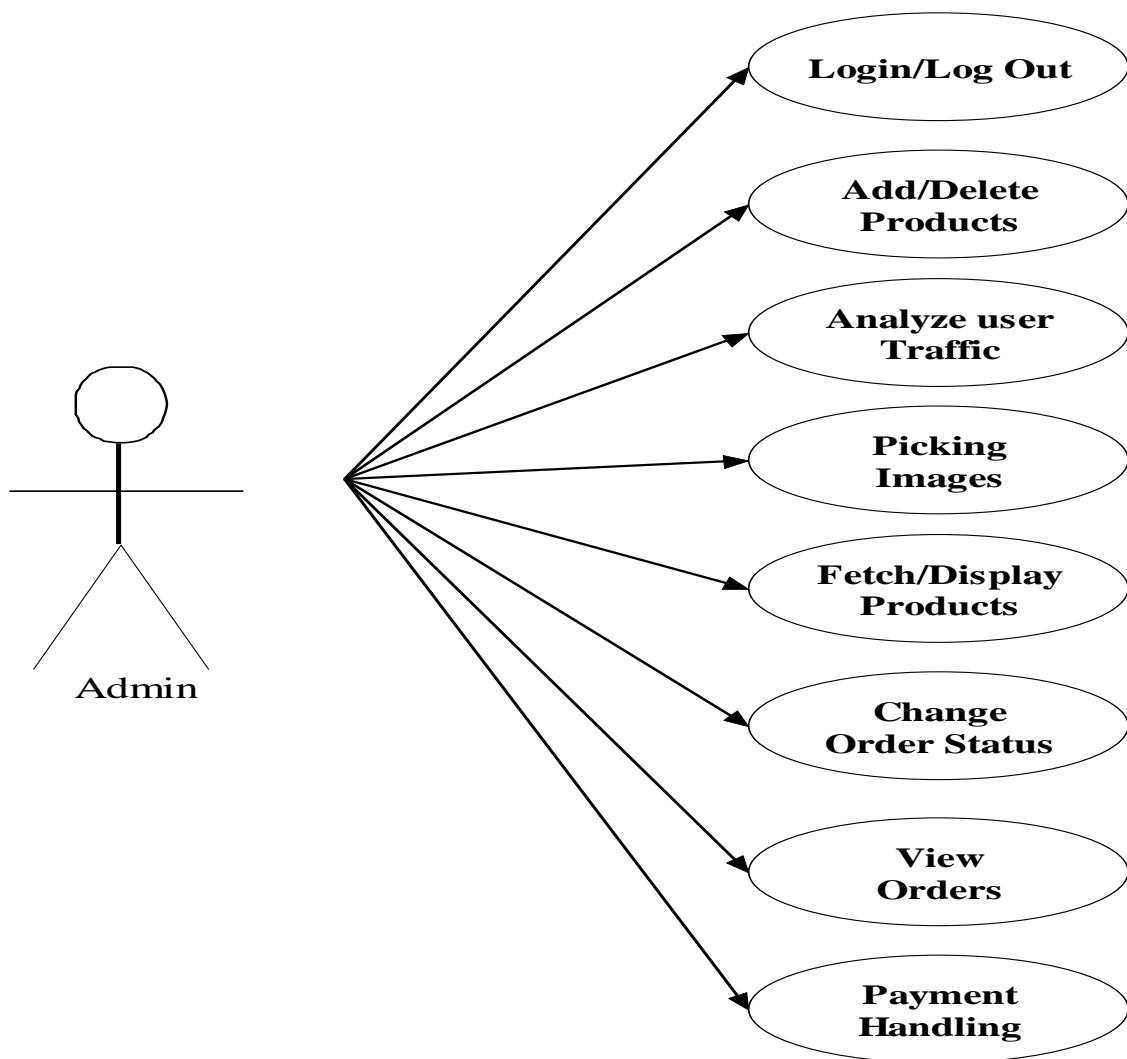 Login/Log Out
Add/Delete
Products
Analyze user
Traffic
Picking
Images
Fetch/Display
Products
Admin
Change
Order Status
View
Orders
Payment
Handling